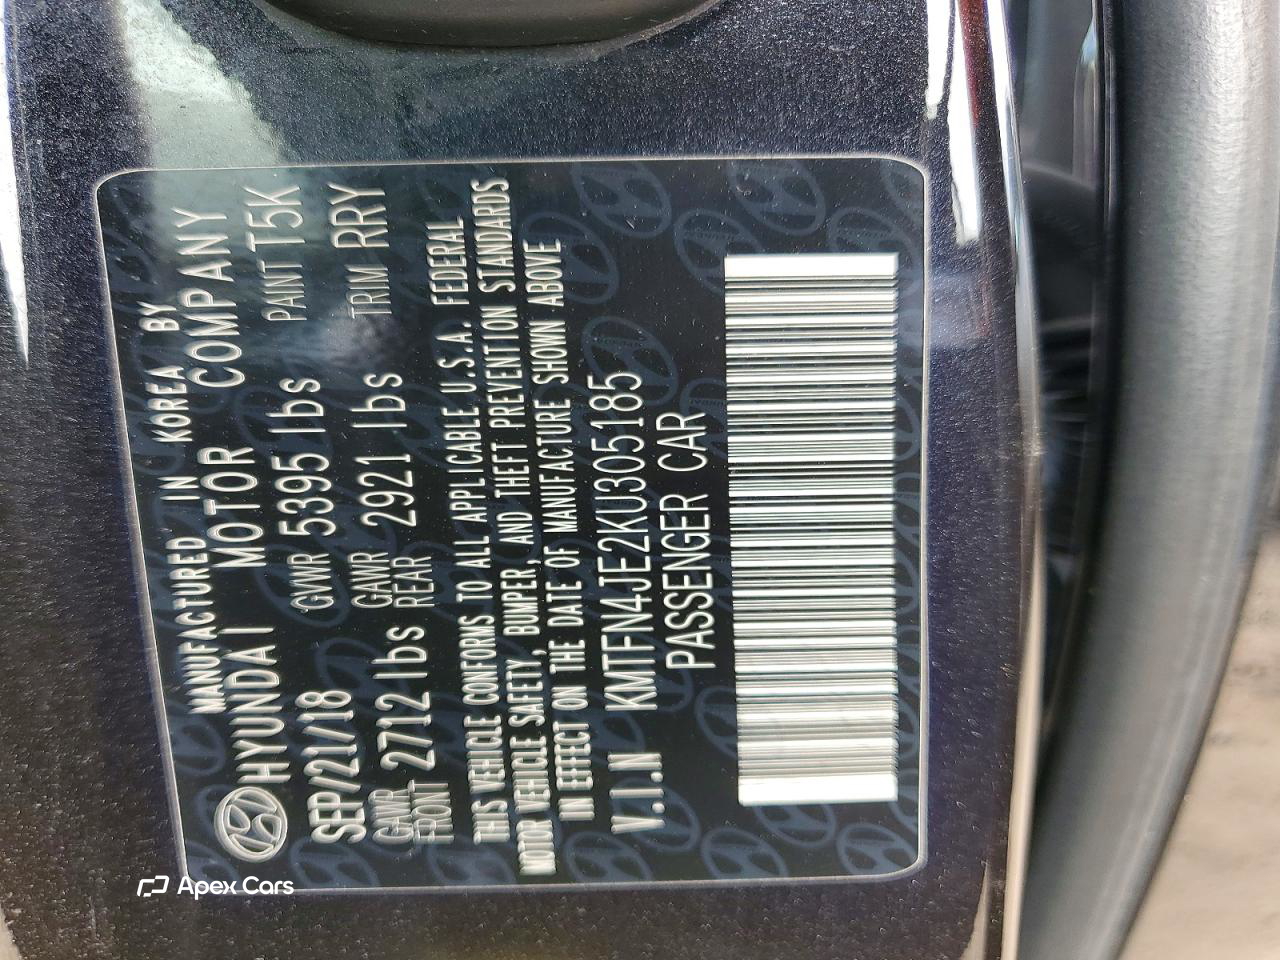 MANUFACTURED IN KOREA BY
HYUNDAI MOTOR COMPANY
SEP/21/18 GVWR 5395 lbs PAINT T5K
GAWR FRONT 2712 lbs GAWR REAR 2921 lbs TRIM RRY
THIS VEHICLE CONFORMS TO ALL APPLICABLE U.S.A. FEDERAL
MOTOR VEHICLE SAFETY, BUMPER, AND THEFT PREVENTION STANDARDS
IN EFFECT ON THE DATE OF MANUFACTURE SHOWN ABOVE
V.I.N KMTFN4JE2KU305185
PASSENGER CAR
Apex Cars